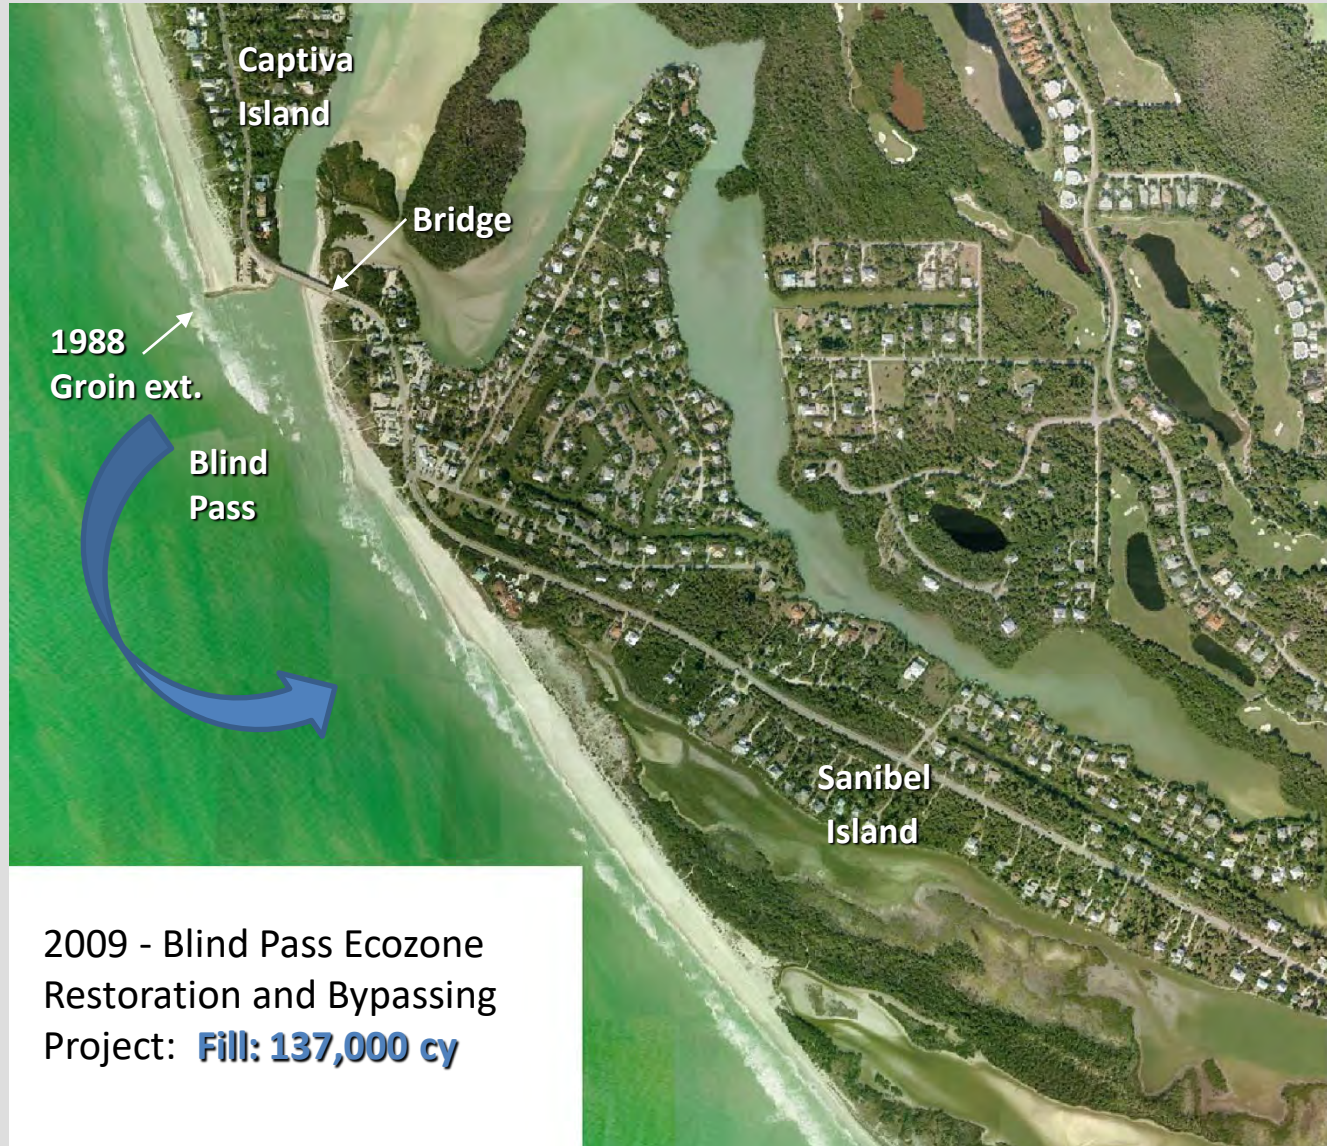 Captiva
Island
Bridge
1988
Groin ext.
Blind
Pass
Sanibel
Island
2009 - Blind Pass Ecozone
Restoration and Bypassing
Project: Fill: 137,000 cy